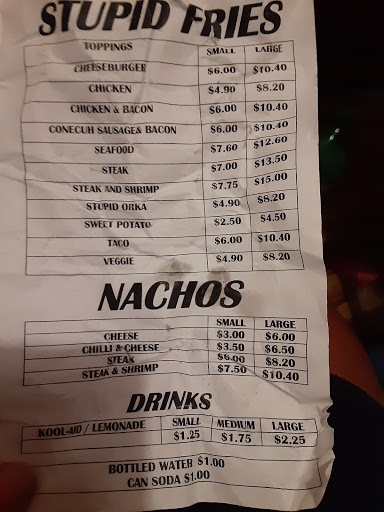 STUPID FRIES
TOPPINGS SMALL LARGE
CHEESEBURGER $6.00 $10.40
CHICKEN $4.90 $8.20
CHICKEN & BACON $6.00 $10.40
CONECUH SAUSAGE& BACON $6.00 $10.40
SEAFOOD $7.60 $12.60
STEAK $7.00 $13.50
STEAK AND SHRIMP $7.75 $15.00
STUPID ORKA $4.90 $8.20
SWEET POTATO $2.50 $4.50
TACO $6.00 $10.40
VEGGIE $4.90 $8.20
NACHOS
SMALL LARGE
CHEESE $3.00 $6.00
CHILLI & CHEESE $3.50 $6.50
STEAK $6.00 $8.20
STEAK & SHRIMP $7.50 $10.40
DRINKS
KOOL-AID / LEMONADE SMALL MEDIUM LARGE
$1.25 $1.75 $2.25
BOTTLED WATER $1.00
CAN SODA $1.00